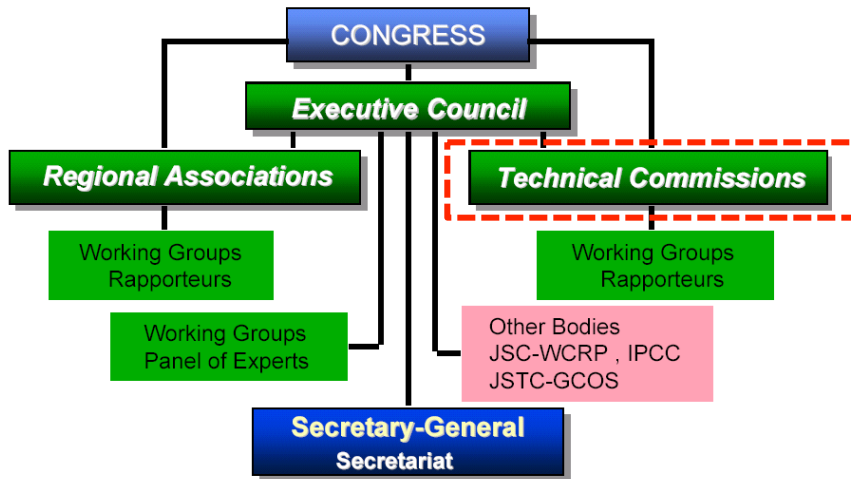 CONGRESS
Executive Council
Regional Associations
Technical Commissions
Working Groups
Rapporteurs
Working Groups
Rapporteurs
Working Groups
Panel of Experts
Other Bodies
JSC-WCRP , IPCC
JSTC-GCOS
Secretary-General
Secretariat